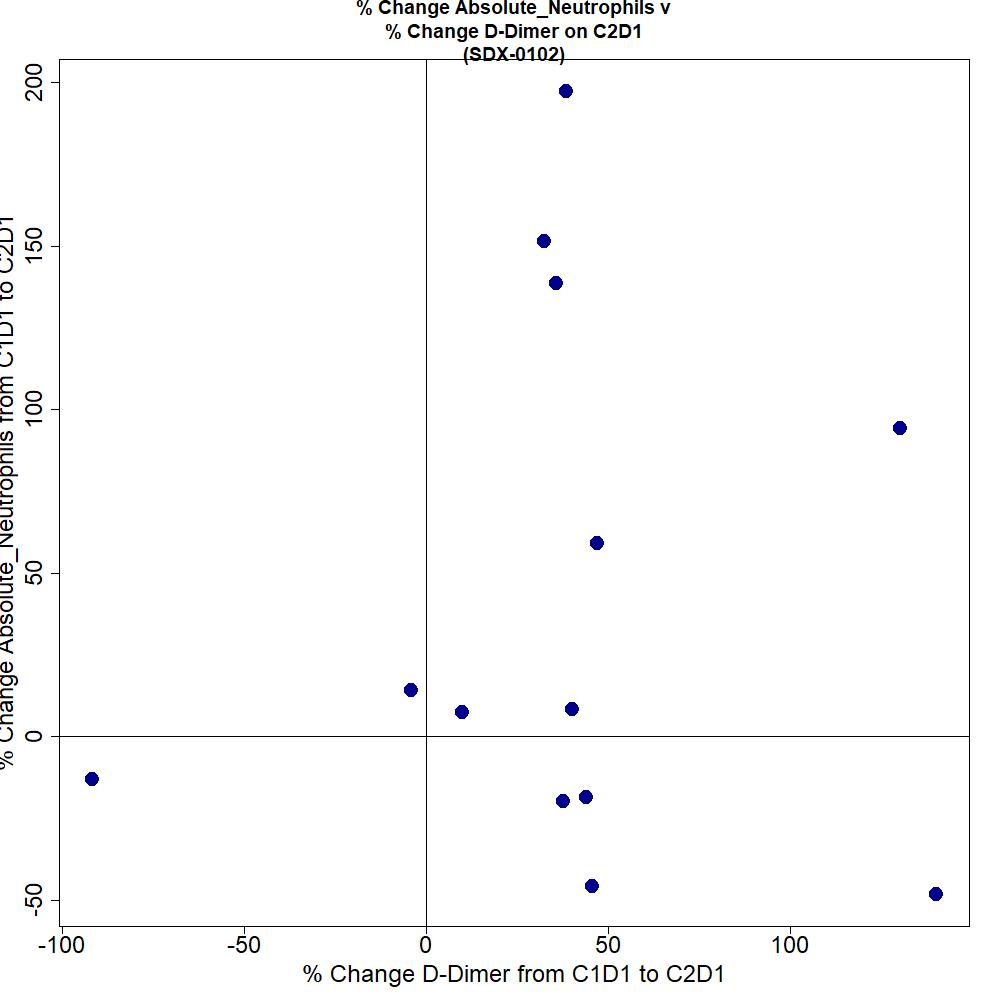 % Change Absolute_Neutrophils v
% Change D-Dimer on C2D1
(SDX-0102)
% Change Absolute_Neutrophils from C1D1 to C2D1
200
150
100
50
0
-50
-100
-50
0
50
100
% Change D-Dimer from C1D1 to C2D1